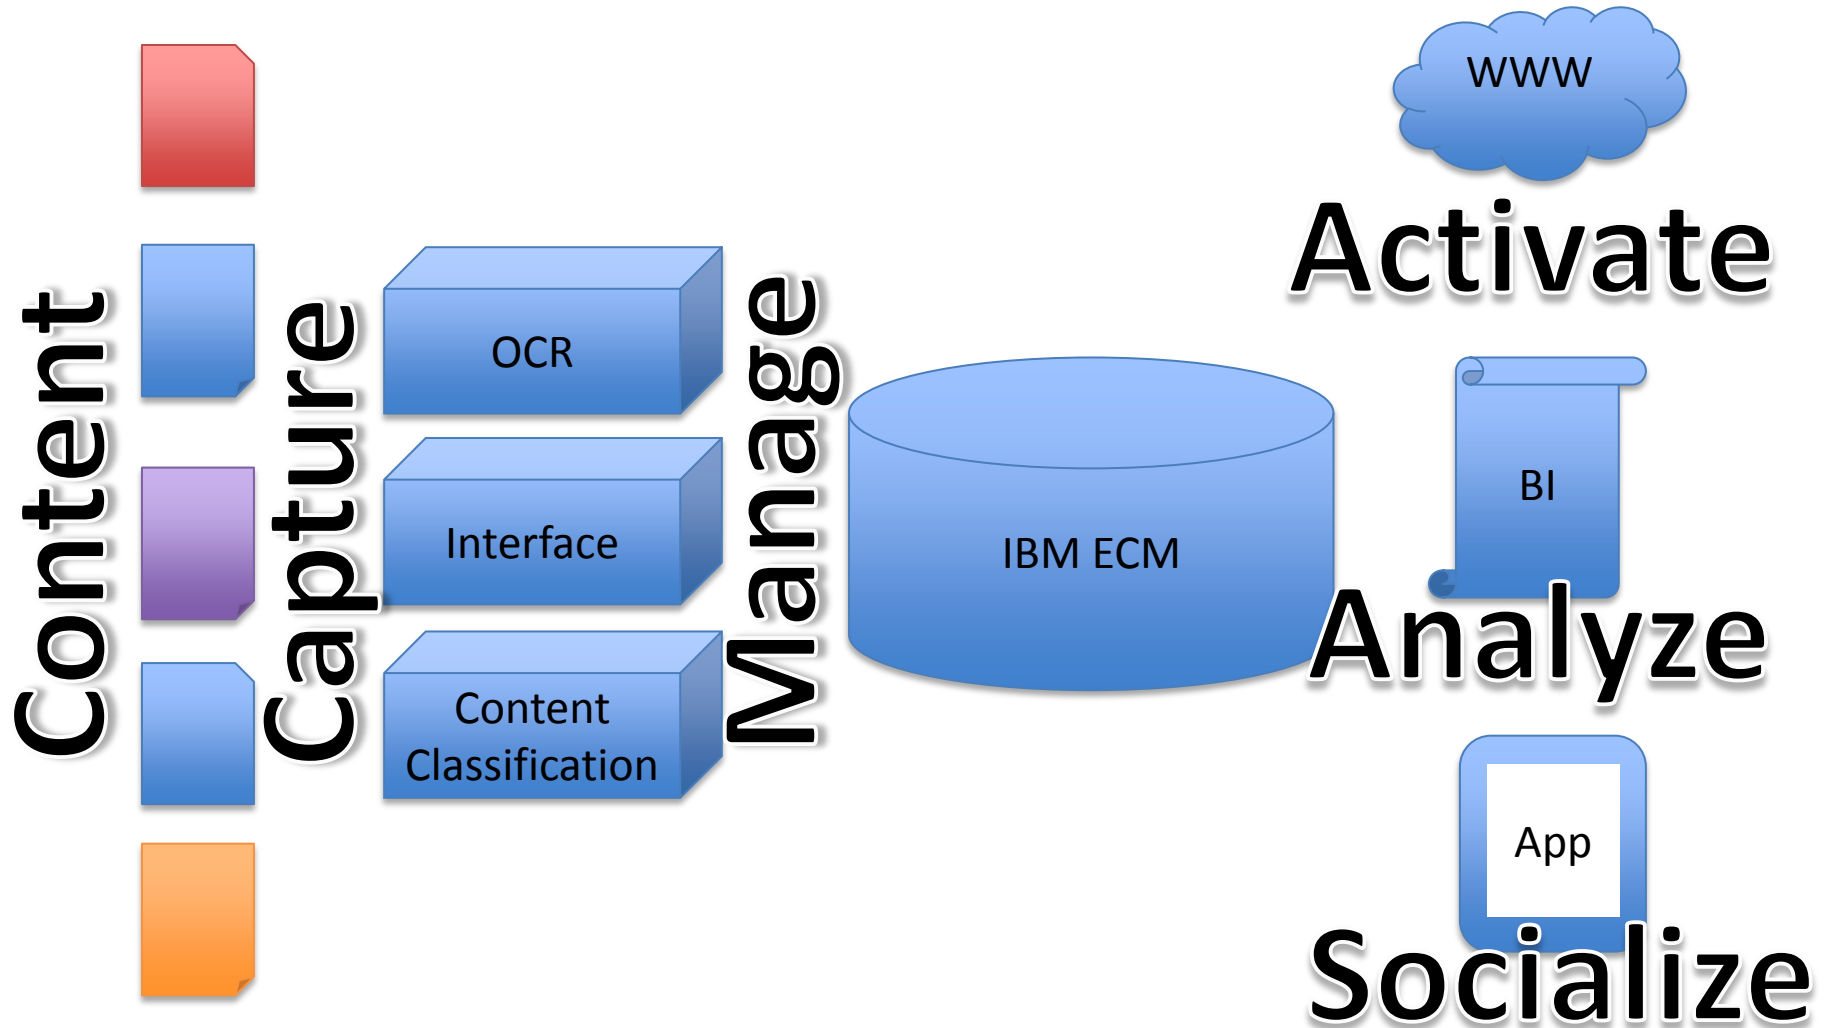 Content
Capture
OCR
Interface
Content
Classification
Manage
IBM ECM
WWW
Activate
BI
Analyze
App
Socialize